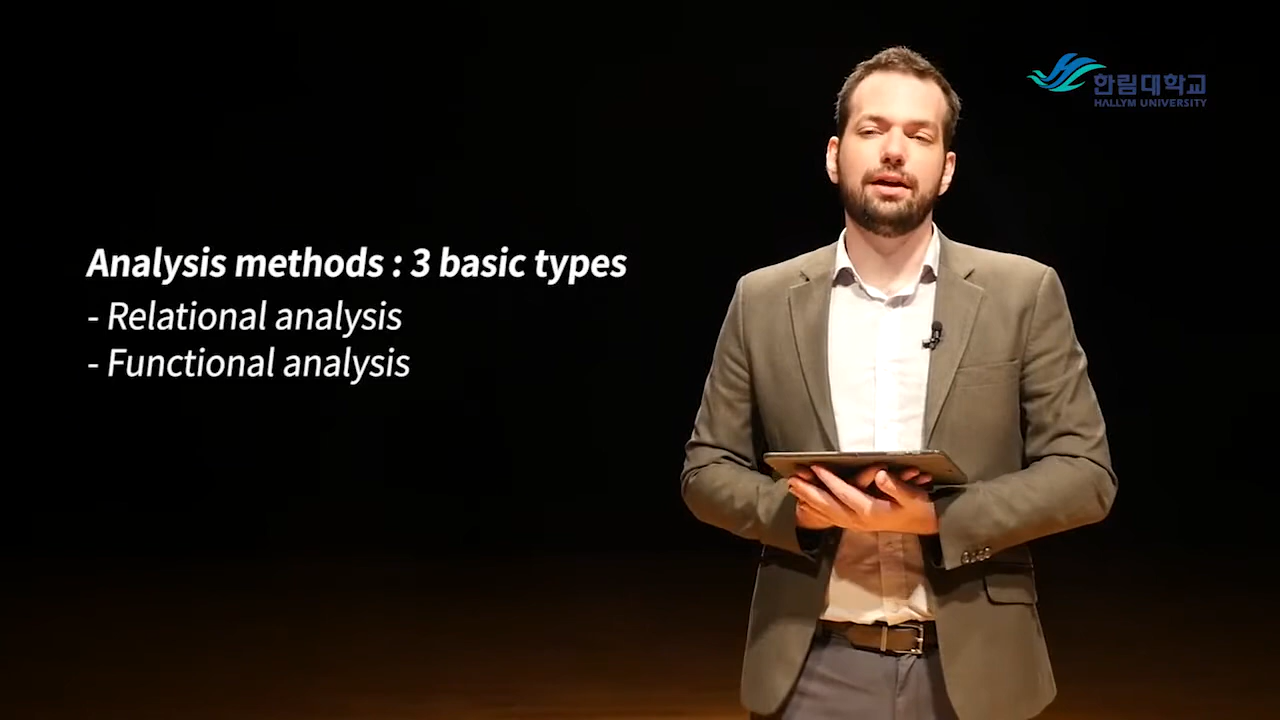 한림대학교
HALLYM UNIVERSITY
Analysis methods : 3 basic types
- Relational analysis
- Functional analysis